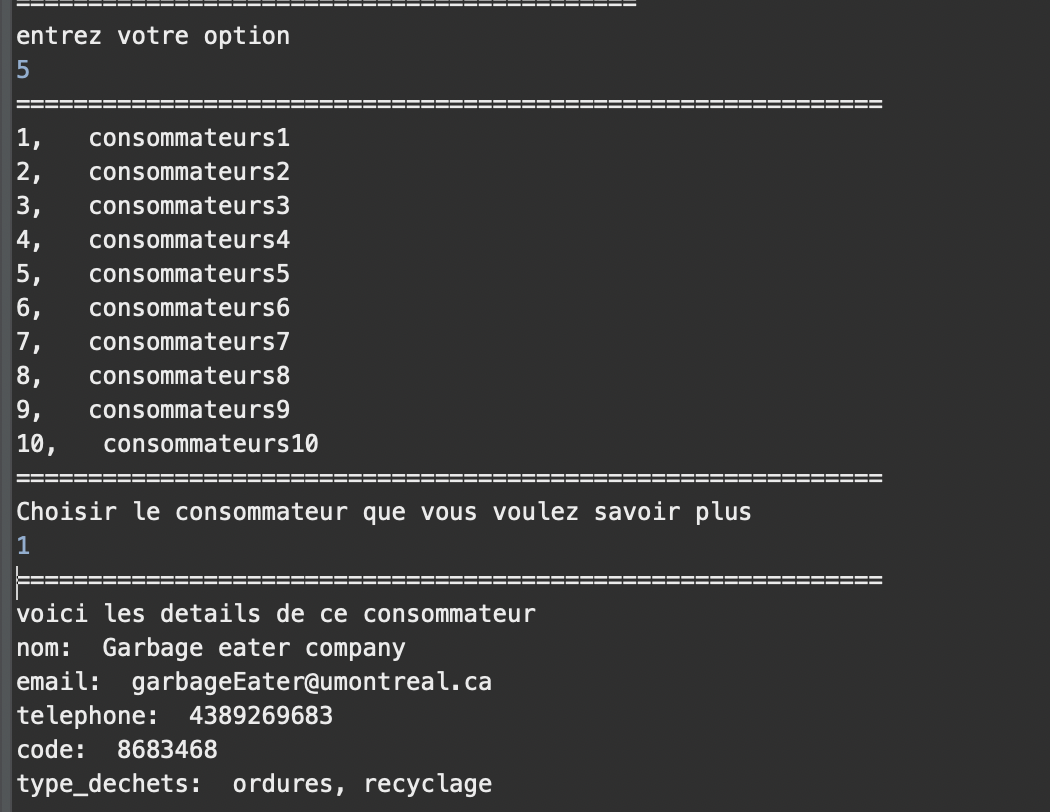 ===========================================
entrez votre option
5
============================================================
1,   consommateurs1
2,   consommateurs2
3,   consommateurs3
4,   consommateurs4
5,   consommateurs5
6,   consommateurs6
7,   consommateurs7
8,   consommateurs8
9,   consommateurs9
10,   consommateurs10
============================================================
Choisir le consommateur que vous voulez savoir plus
1
============================================================
voici les details de ce consommateur
nom:  Garbage eater company
email:  garbageEater@umontreal.ca
telephone:  4389269683
code:  8683468
type_dechets:  ordures, recyclage